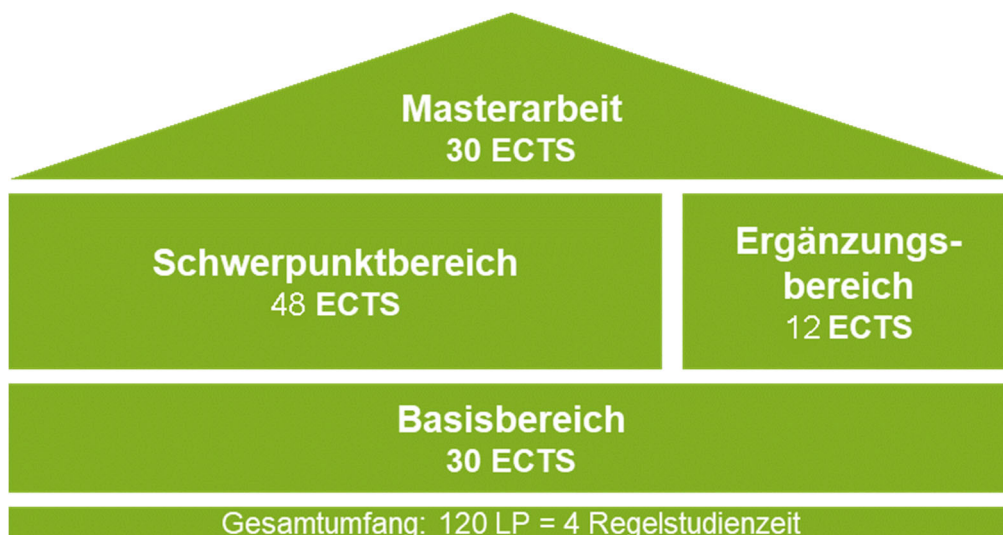 Masterarbeit
30 ECTS
Schwerpunktbereich
48 ECTS
Ergänzungs-
bereich
12 ECTS
Basisbereich
30 ECTS
Gesamtumfang: 120 LP = 4 Regelstudienzeit